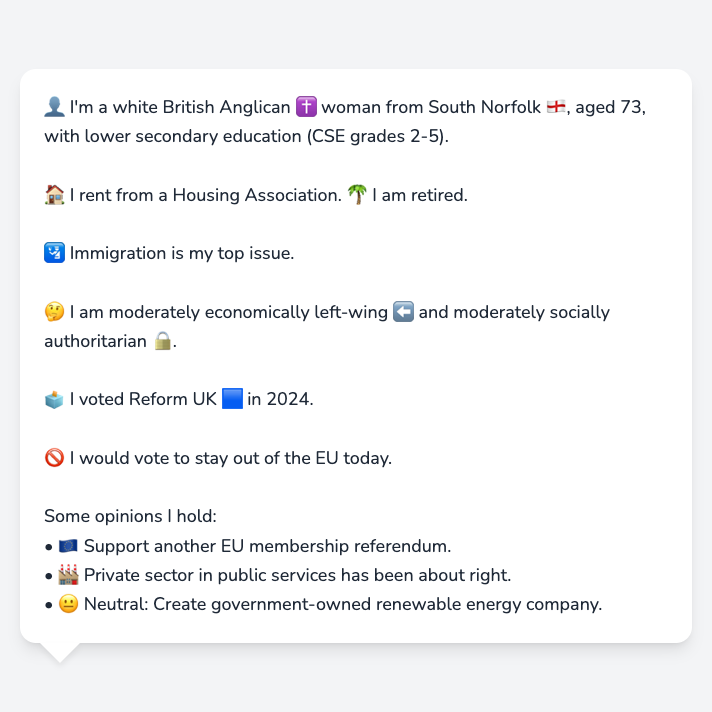 👤 I'm a white British Anglican ✝️ woman from South Norfolk 🏴󠁧󠁢󠁥󠁮󠁧󠁿, aged 73,
with lower secondary education (CSE grades 2-5).
🏠 I rent from a Housing Association. 🌴 I am retired.
🛂 Immigration is my top issue.
🤔 I am moderately economically left-wing ⬅️ and moderately socially
authoritarian 🔒.
🗳️ I voted Reform UK 🟦 in 2024.
🚫 I would vote to stay out of the EU today.
Some opinions I hold:
• 🇪🇺 Support another EU membership referendum.
• 🏭 Private sector in public services has been about right.
• 😐 Neutral: Create government-owned renewable energy company.